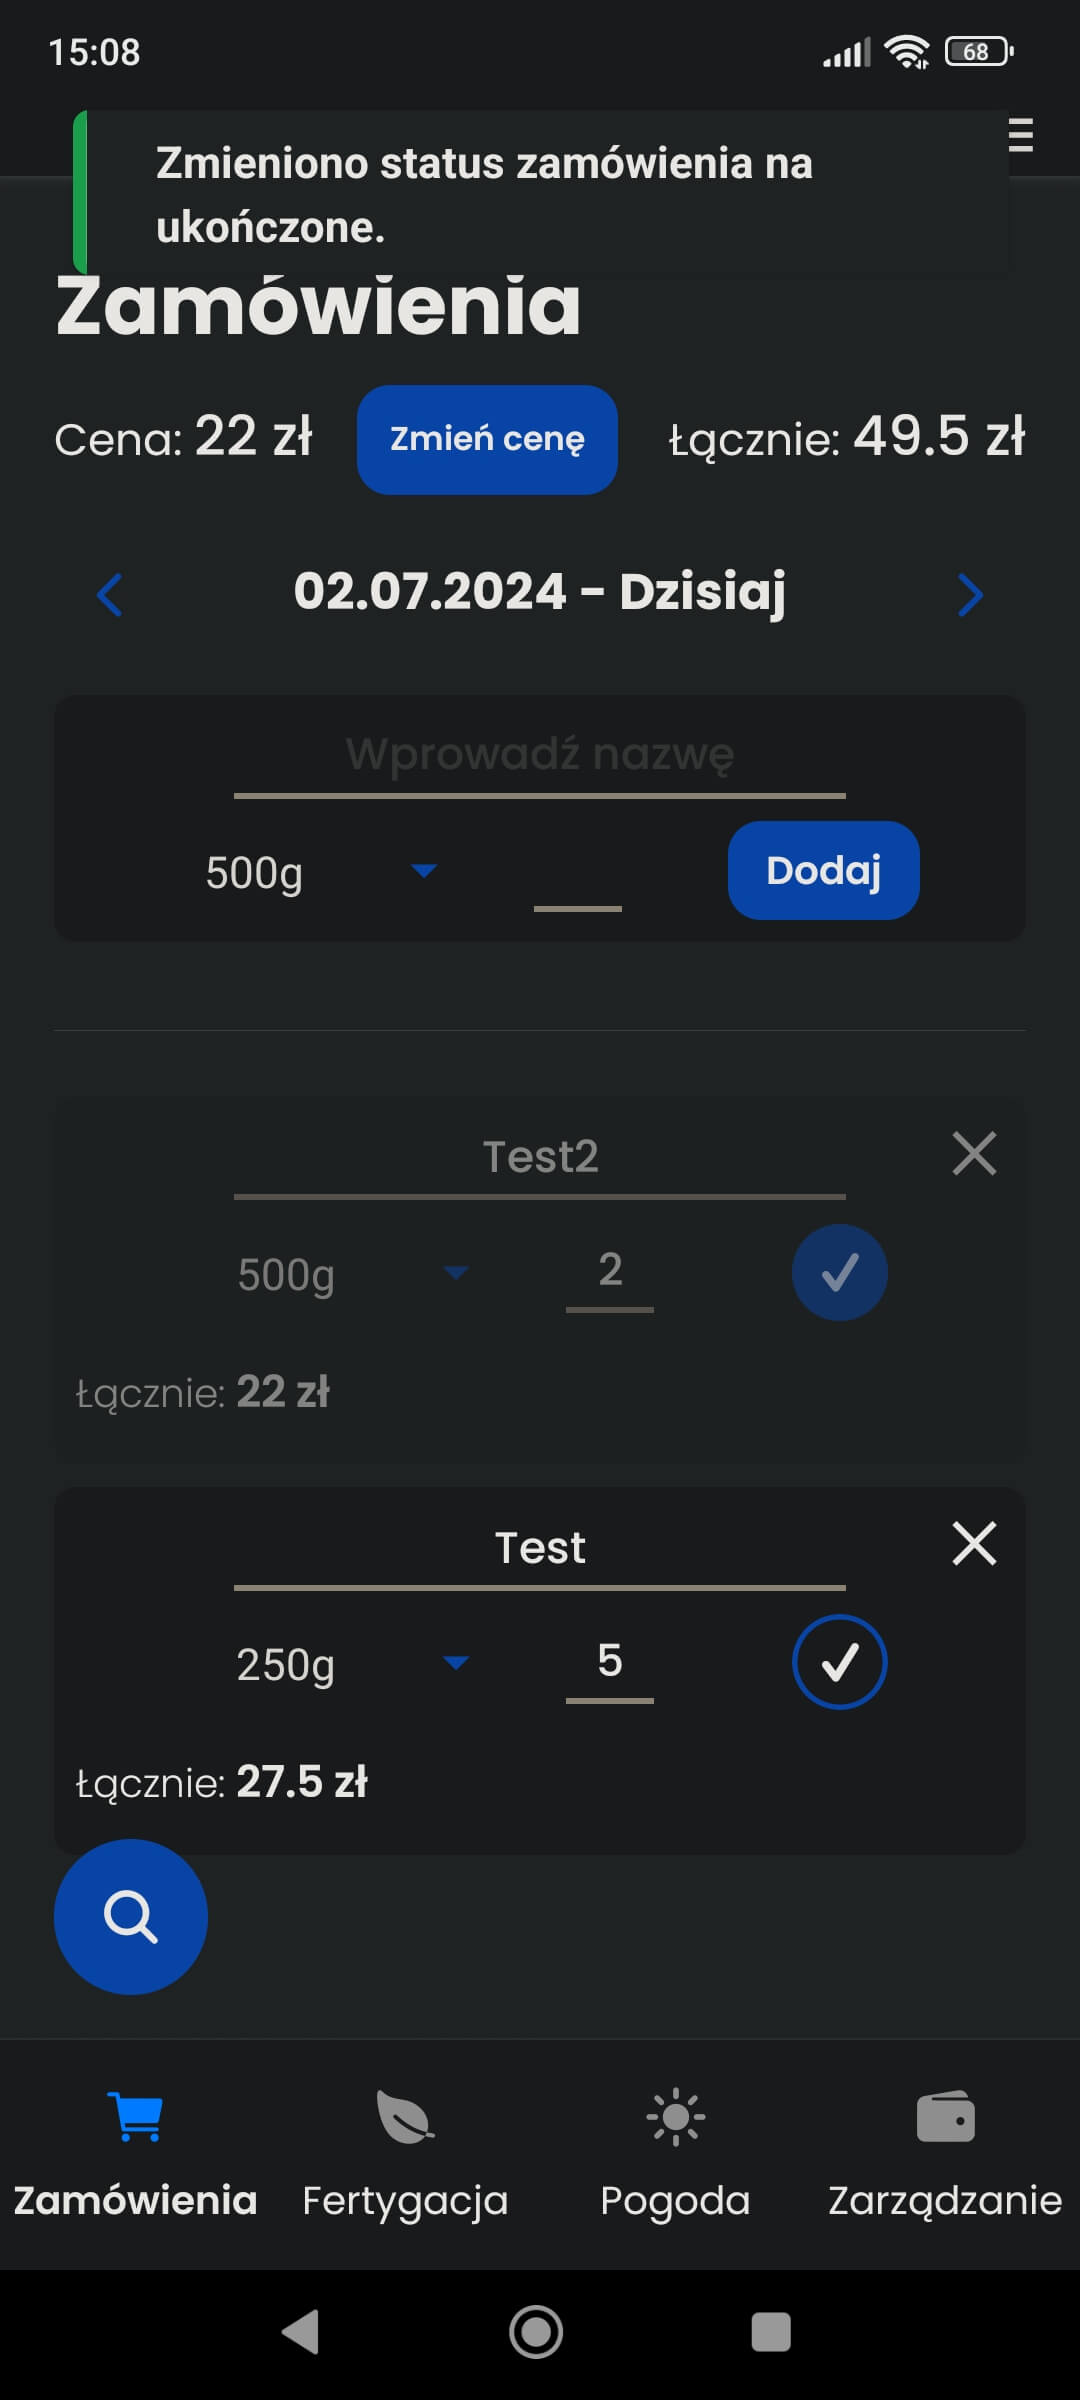 15:08
68
Zmieniono status zamówienia na
ukończone.
Zamówienia
Cena: 22 zł
Zmień cenę
Łącznie: 49.5 zł
02.07.2024 - Dzisiaj
Wprowadź nazwę
500g
Dodaj
Test2
500g
2
Łącznie: 22 zł
Test
250g
5
Łącznie: 27.5 zł
Zamówienia
Fertygacja
Pogoda
Zarządzanie